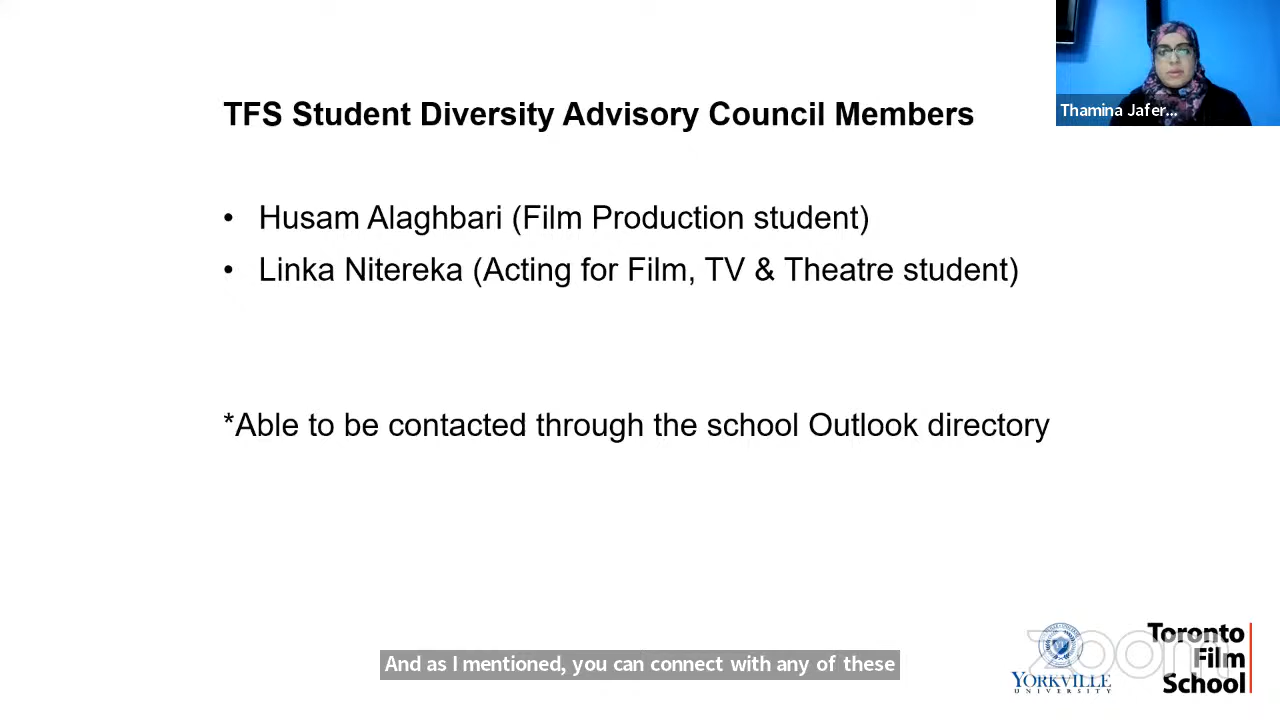 Thamina Jafer...
TFS Student Diversity Advisory Council Members
• Husam Alaghbari (Film Production student)
• Linka Nitereka (Acting for Film, TV & Theatre student)
*Able to be contacted through the school Outlook directory
And as I mentioned, you can connect with any of these
YORKVILLE
UNIVERSITY
zoom
Toronto
Film
School